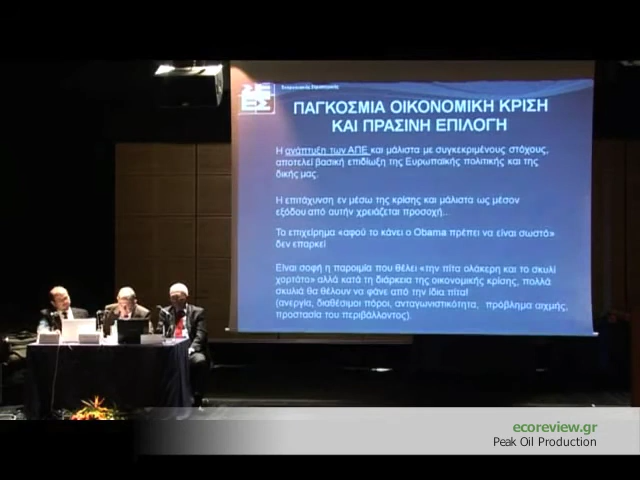 ΣΕΕΣ
Ενεργειακής Στρατηγικής
ΠΑΓΚΟΣΜΙΑ ΟΙΚΟΝΟΜΙΚΗ ΚΡΙΣΗ
ΚΑΙ ΠΡΑΣΙΝΗ ΕΠΙΛΟΓΗ
Η ανάπτυξη των ΑΠΕ και μάλιστα με συγκεκριμένους στόχους,
αποτελεί βασική επιδίωξη της Ευρωπαϊκής πολιτικής και της
δικής μας.
Η επιτάχυνση εν μέσω της κρίσης και μάλιστα ως μέσον
εξόδου από αυτήν χρειάζεται προσοχή...
Το επιχείρημα «αφού το κάνει ο Obama πρέπει να είναι σωστό»
δεν επαρκεί
Είναι σοφή η παροιμία που θέλει «την πίτα ολάκερη και το σκυλί
χορτάτο» αλλά κατά τη διάρκεια της οικονομικής κρίσης, πολλά
σκυλιά θα θέλουν να φάνε από την ίδια πίτα!
(ανεργία, διαθέσιμοι πόροι, ανταγωνιστικότητα, πρόβλημα αιχμής,
προστασία του περιβάλλοντος).
ecoreview.gr
Peak Oil Production